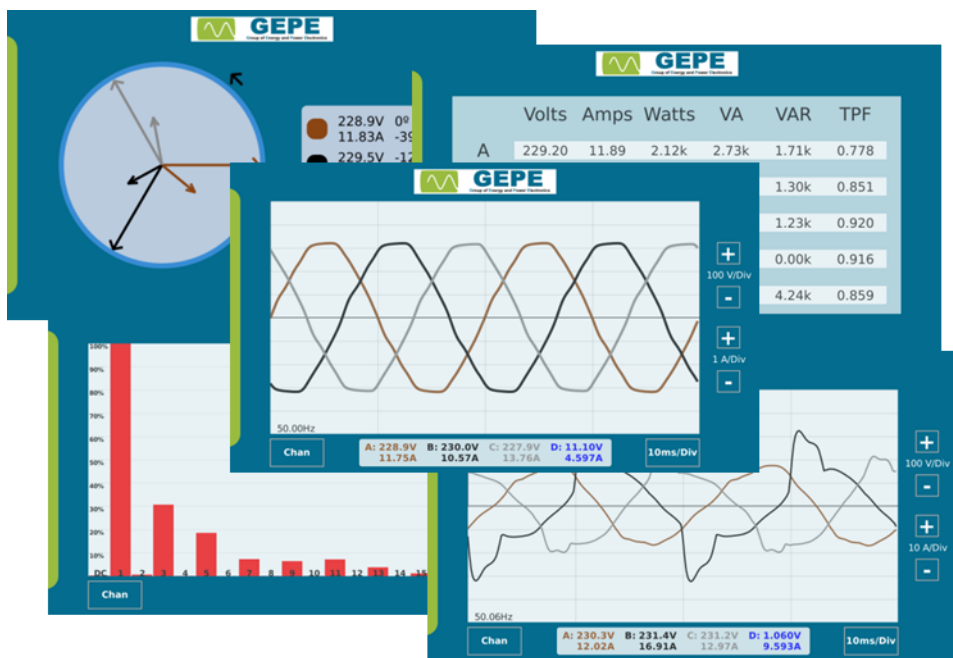 GEPE
Group of Energy and Power Electronics
228.9V 0º
11.83A -39
229.5V -12
GEPE
Group of Energy and Power Electronics
Volts Amps Watts VA VAR TPF
A 229.20 11.89 2.12k 2.73k 1.71k 0.778
1.30k 0.851
1.23k 0.920
0.00k 0.916
4.24k 0.859
GEPE
Group of Energy and Power Electronics
+
100 V/Div
-
+
1 A/Div
-
50.00Hz
Chan
A: 228.9V B: 230.0V C: 227.9V D: 11.10V
11.75A 10.57A 13.76A 4.597A
10ms/Div
100%
90%
80%
70%
60%
50%
40%
30%
20%
10%
DC 1 2 3 4 5 6 7 8 9 10 11 12 13 14 15
Chan
+
100 V/Div
-
+
10 A/Div
-
50.06Hz
Chan
A: 230.3V B: 231.4V C: 231.2V D: 1.060V
12.02A 16.91A 12.97A 9.593A
10ms/Div